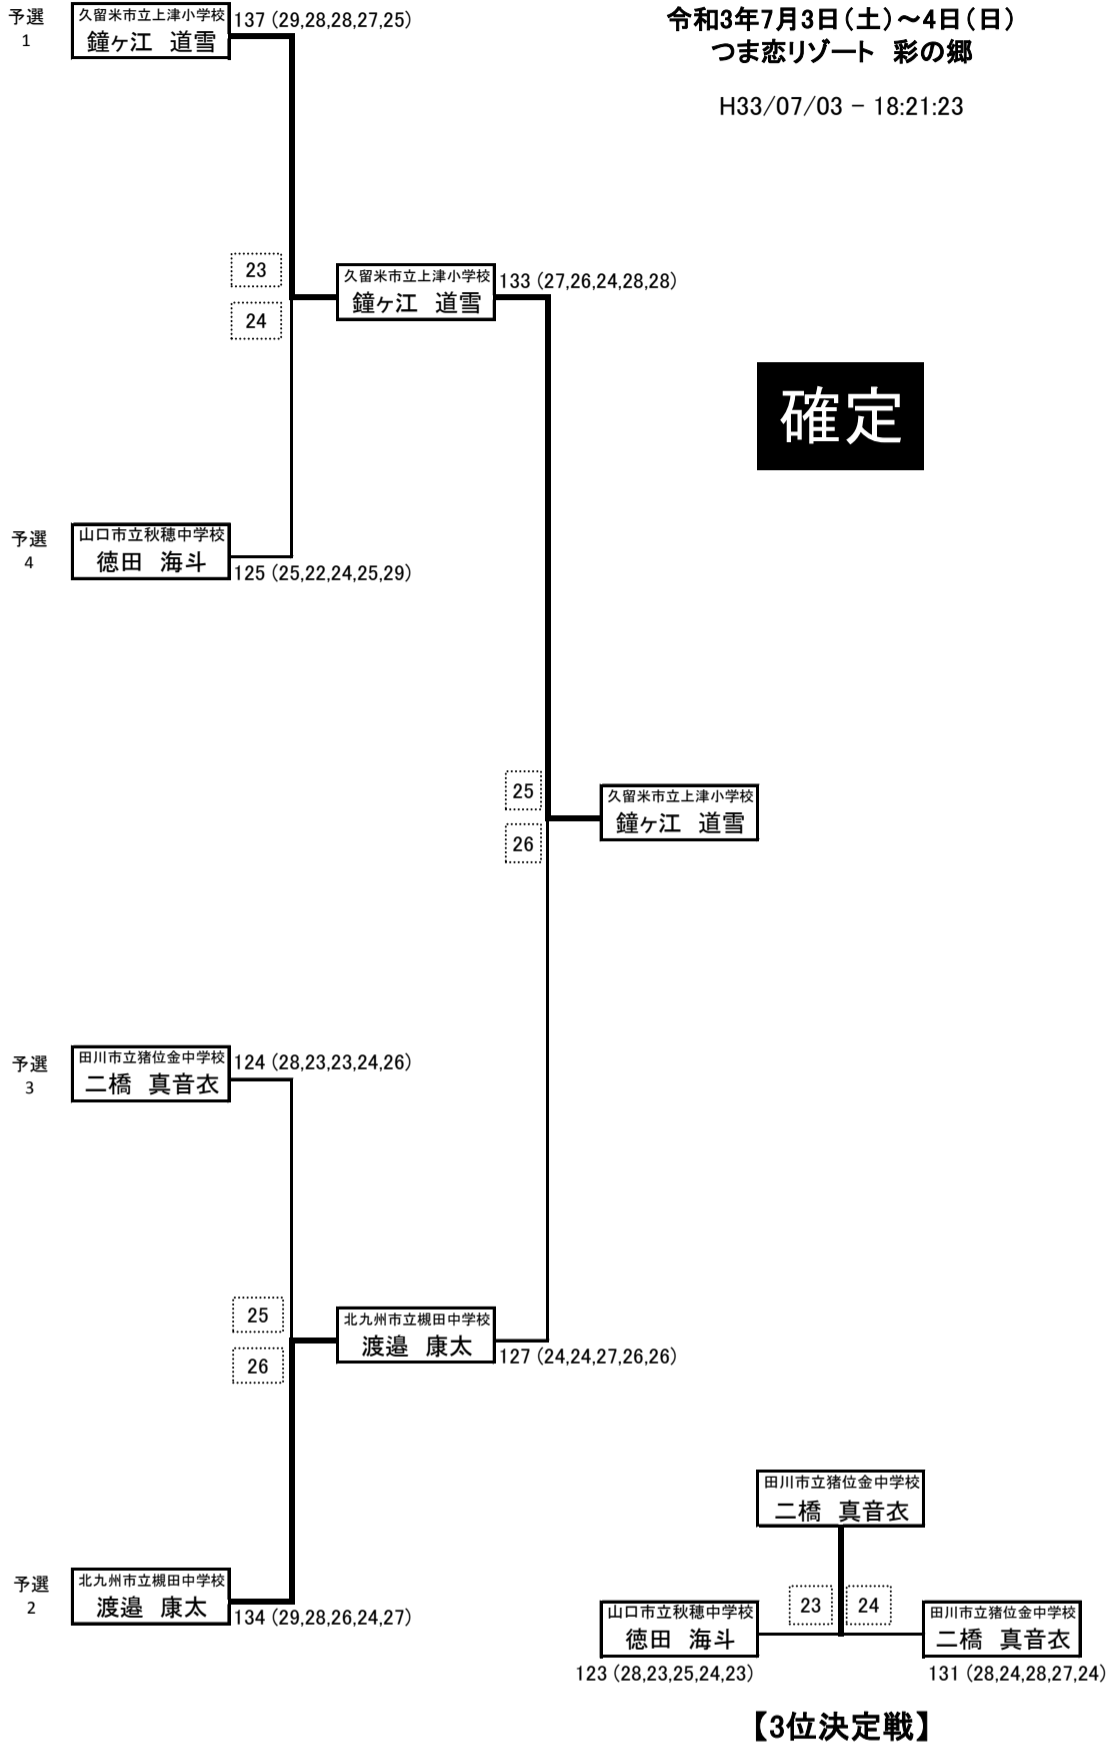 令和3年7月3日(土)～4日(日)
つま恋リゾート 彩の郷
H33/07/03 - 18:21:23
予選
1
久留米市立上津小学校
鐘ヶ江 道雪
137 (29,28,28,27,25)
23
24
久留米市立上津小学校
鐘ヶ江 道雪
133 (27,26,24,28,28)
確定
予選
4
山口市立秋穂中学校
徳田 海斗
125 (25,22,24,25,29)
25
26
久留米市立上津小学校
鐘ヶ江 道雪
予選
3
田川市立猪位金中学校
二橋 真音衣
124 (28,23,23,24,26)
25
26
北九州市立槻田中学校
渡邉 康太
127 (24,24,27,26,26)
予選
2
北九州市立槻田中学校
渡邉 康太
134 (29,28,26,24,27)
田川市立猪位金中学校
二橋 真音衣
23
24
山口市立秋穂中学校
徳田 海斗
123 (28,23,25,24,23)
田川市立猪位金中学校
二橋 真音衣
131 (28,24,28,27,24)
【3位決定戦】